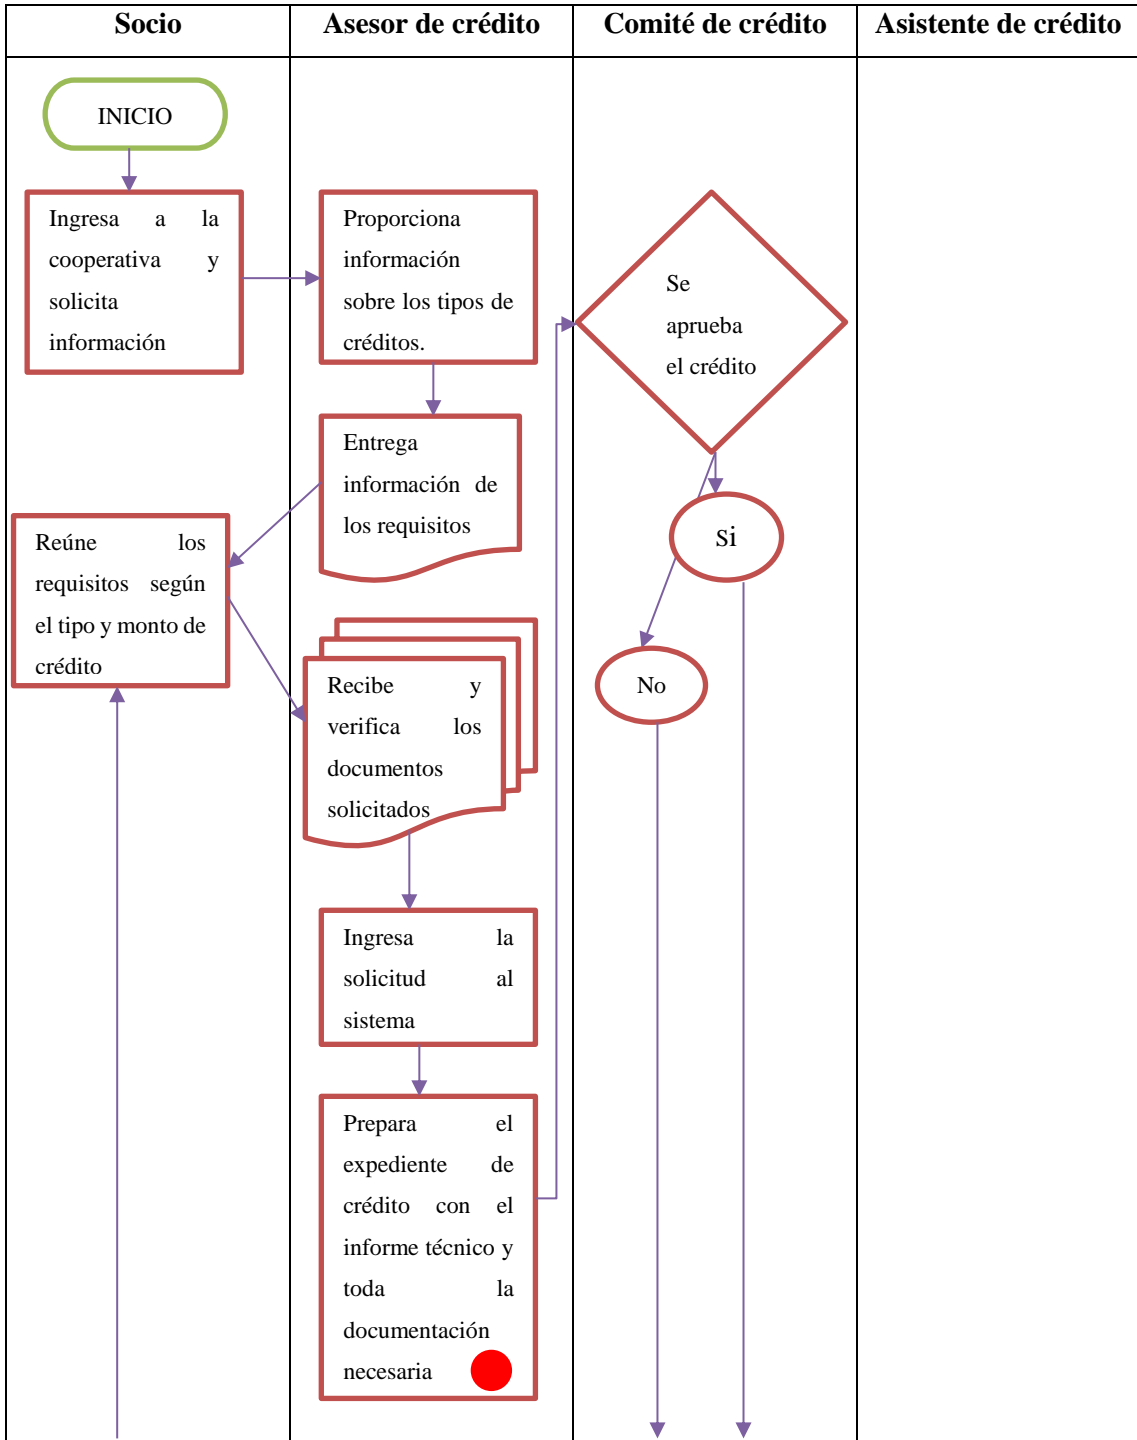 Socio
Asesor de crédito
Comité de crédito
Asistente de crédito
INICIO
Ingresa a la
cooperativa y
solicita
información
Proporciona
información
sobre los tipos de
créditos.
Entrega
información de
los requisitos
Reúne los
requisitos según
el tipo y monto de
crédito
Recibe y
verifica los
documentos
solicitados
Ingresa la
solicitud al
sistema
Prepara el
expediente de
crédito con el
informe técnico y
toda la
documentación
necesaria
Se
aprueba
el crédito
Si
No